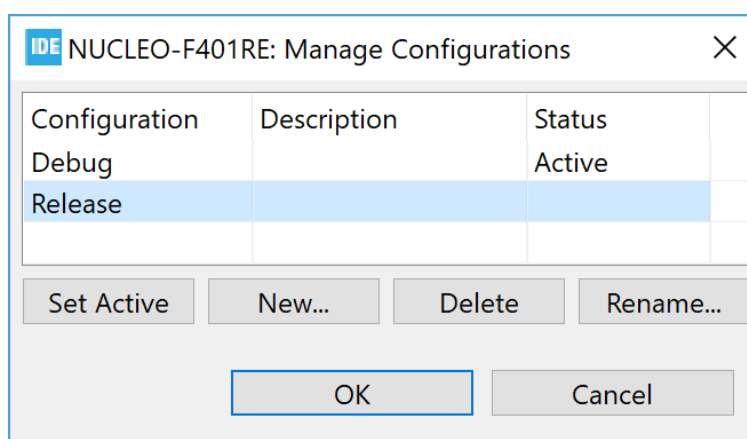 IDE NUCLEO-F401RE: Manage Configurations
Configuration Description Status
Debug Active
Release
Set Active New... Delete Rename...
OK Cancel